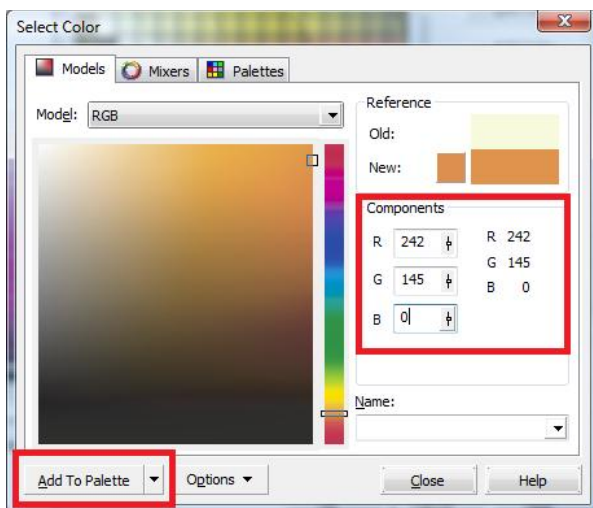 Select Color
Models Mixers Palettes
Model: RGB
Reference
Old:
New:
Components
R 242 R 242
G 145 G 145
B 0 B 0
Name:
Add To Palette Options Close Help